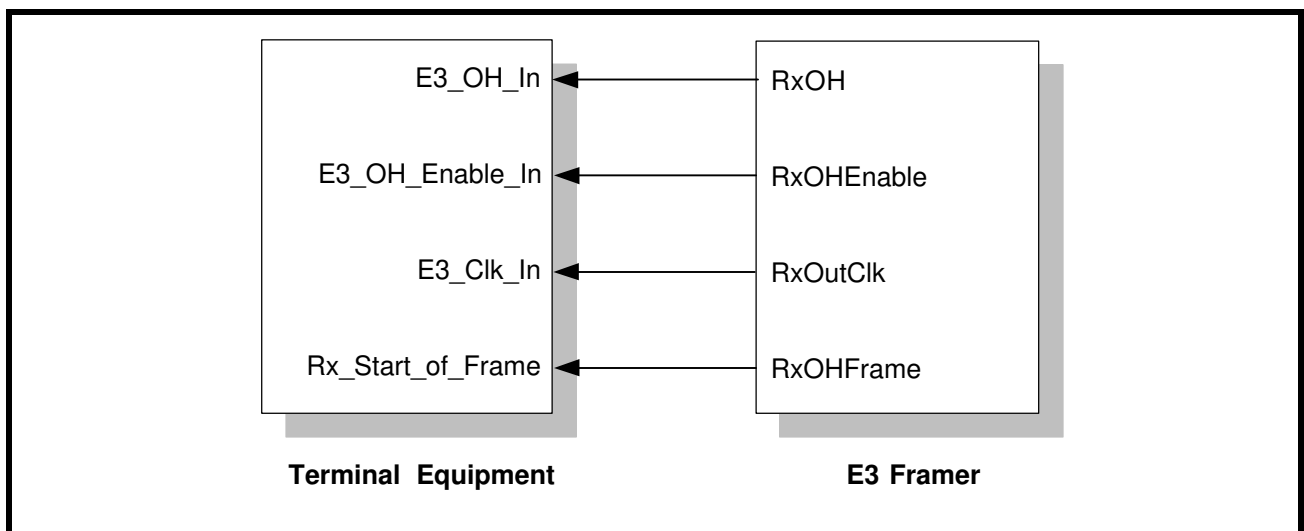 E3_OH_In
RxOH
E3_OH_Enable_In
RxOHEnable
E3_Clk_In
RxOutClk
Rx_Start_of_Frame
RxOHFrame
Terminal Equipment
E3 Framer